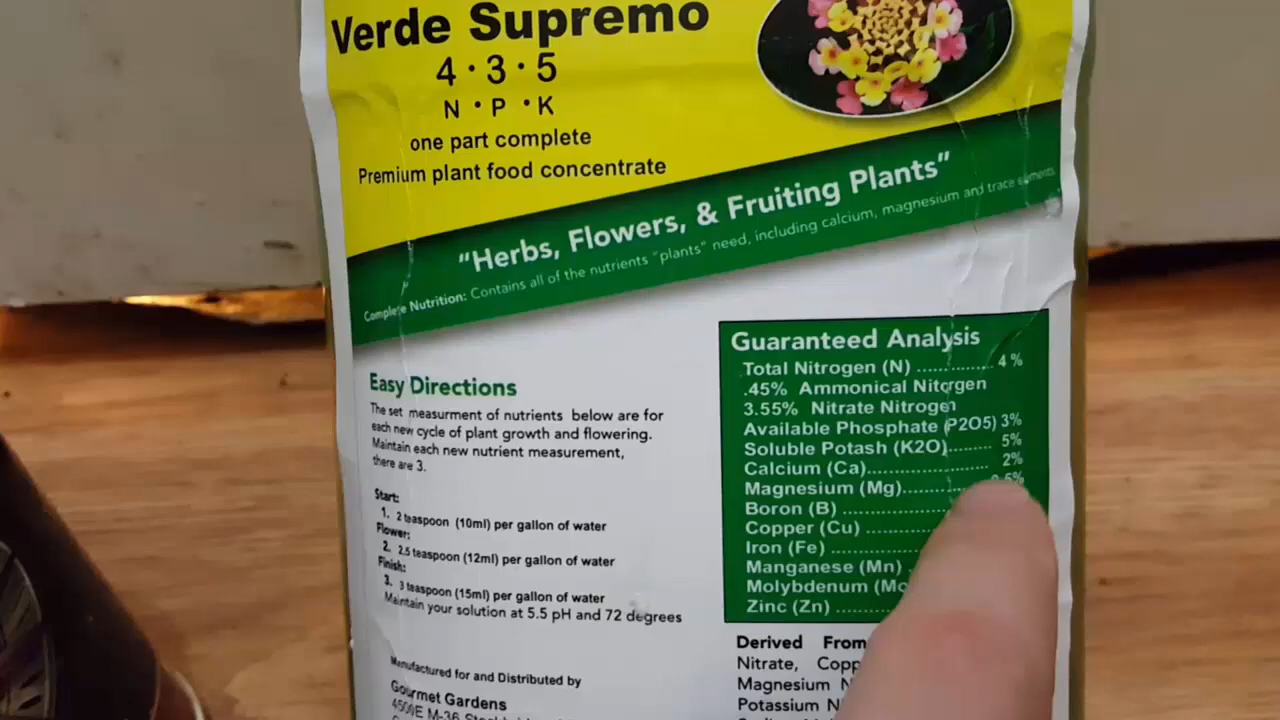 Verde Supremo
4 · 3 · 5
N · P · K
one part complete
Premium plant food concentrate
"Herbs, Flowers, & Fruiting Plants"
Complete Nutrition: Contains all of the nutrients "plants" need, including calcium, magnesium and trace elements
Easy Directions
The set measurment of nutrients below are for
each new cycle of plant growth and flowering.
Maintain each new nutrient measurement,
there are 3.
Start:
1. 2 teaspoon (10ml) per gallon of water
Flower:
2. 2.5 teaspoon (12ml) per gallon of water
Finish:
3. 3 teaspoon (15ml) per gallon of water
Maintain your solution at 5.5 pH and 72 degrees
Manufactured for and Distributed by
Gourmet Gardens
4500E M-36
Guaranteed Analysis
Total Nitrogen (N) .............. 4 %
.45% Ammonical Nitorgen
3.55% Nitrate Nitrogen
Available Phosphate (P2O5) 3%
Soluble Potash (K2O)........ 5%
Calcium (Ca)...................... 2%
Magnesium (Mg).............. 0.5%
Boron (B) ..............
Copper (Cu) ..........
Iron (Fe) ..............
Manganese (Mn) .
Molybdenum
Zinc (Zn) ..........
Derived From
Nitrate,
Magnesium
Potassium